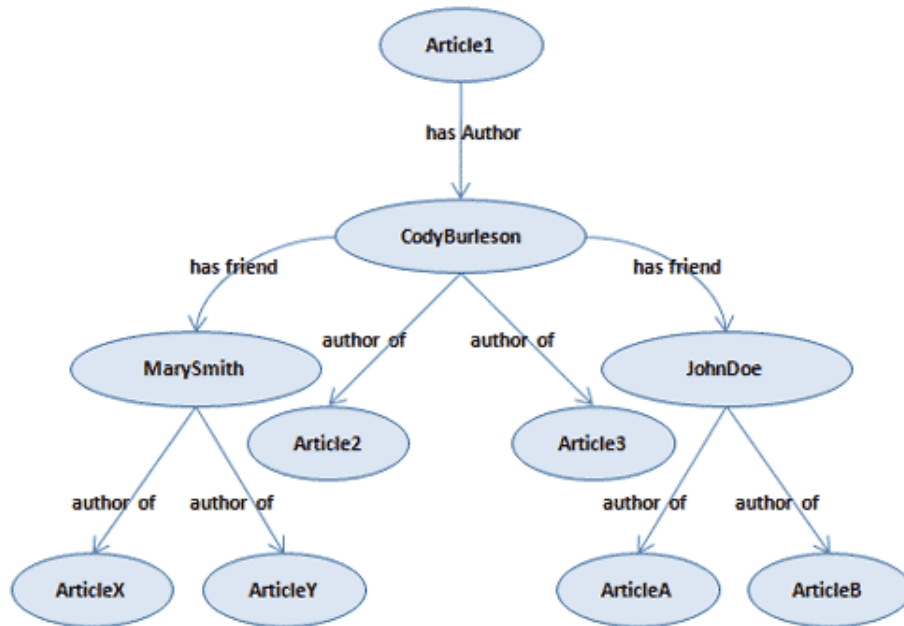 Article1
has Author
CodyBurleson
has friend
has friend
author of
author of
MarySmith
JohnDoe
Article2
Article3
author of
author of
author of
author of
ArticleX
ArticleY
ArticleA
ArticleB